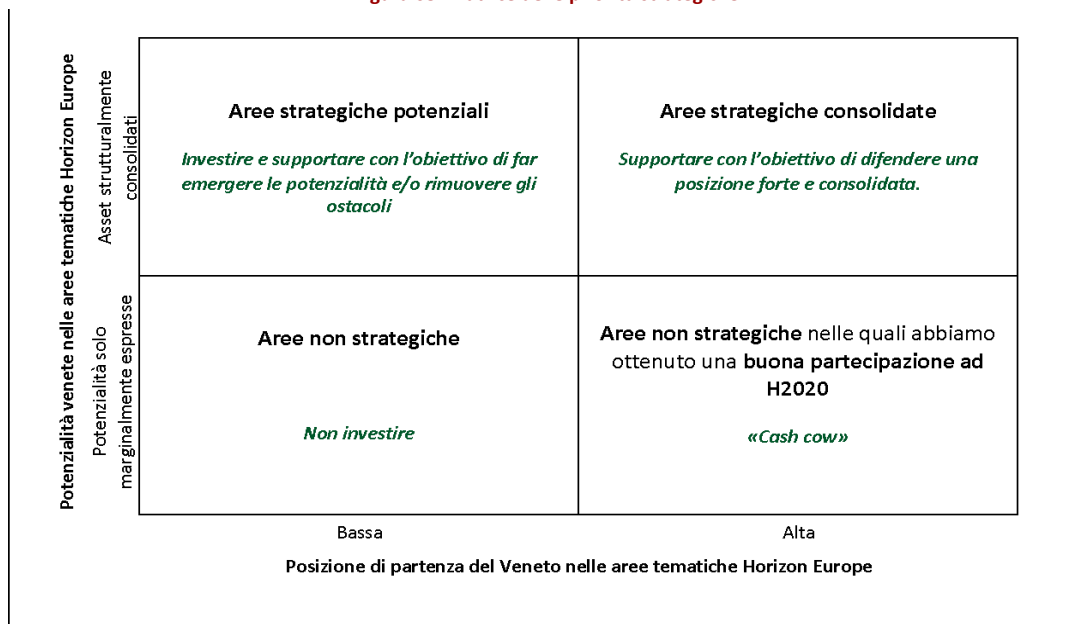 Potenzialità venete nelle aree tematiche Horizon Europe
Asset strutturalmente
consolidati
Potenzialità solo
marginalmente espresse
Aree strategiche potenziali
Investire e supportare con l’obiettivo di far
emergere le potenzialità e/o rimuovere gli
ostacoli
Aree strategiche consolidate
Supportare con l’obiettivo di difendere una
posizione forte e consolidata.
Aree non strategiche
Non investire
Aree non strategiche nelle quali abbiamo
ottenuto una buona partecipazione ad
H2020
«Cash cow»
Bassa
Alta
Posizione di partenza del Veneto nelle aree tematiche Horizon Europe